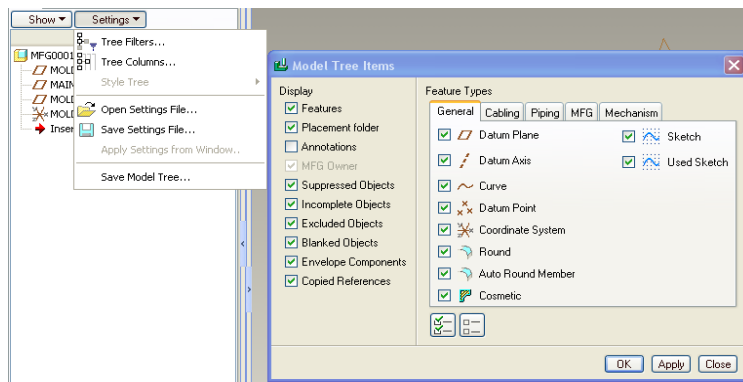 Show
Settings
Tree Filters...
Tree Columns...
Style Tree
Open Settings File...
Save Settings File...
Apply Settings from Window..
Save Model Tree...
MFG0001
MOL
MAIN
MOL
MOL
Inser
Model Tree Items
Display
Features
Placement folder
Annotations
MFG Owner
Suppressed Objects
Incomplete Objects
Excluded Objects
Blanked Objects
Envelope Components
Copied References
Feature Types
General Cabling Piping MFG Mechanism
Datum Plane
Datum Axis
Curve
Datum Point
Coordinate System
Round
Auto Round Member
Cosmetic
Sketch
Used Sketch
OK Apply Close